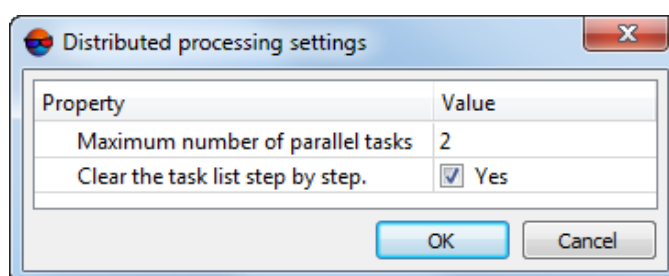 Distributed processing settings
Property Value
Maximum number of parallel tasks 2
Clear the task list step by step. Yes
OK Cancel